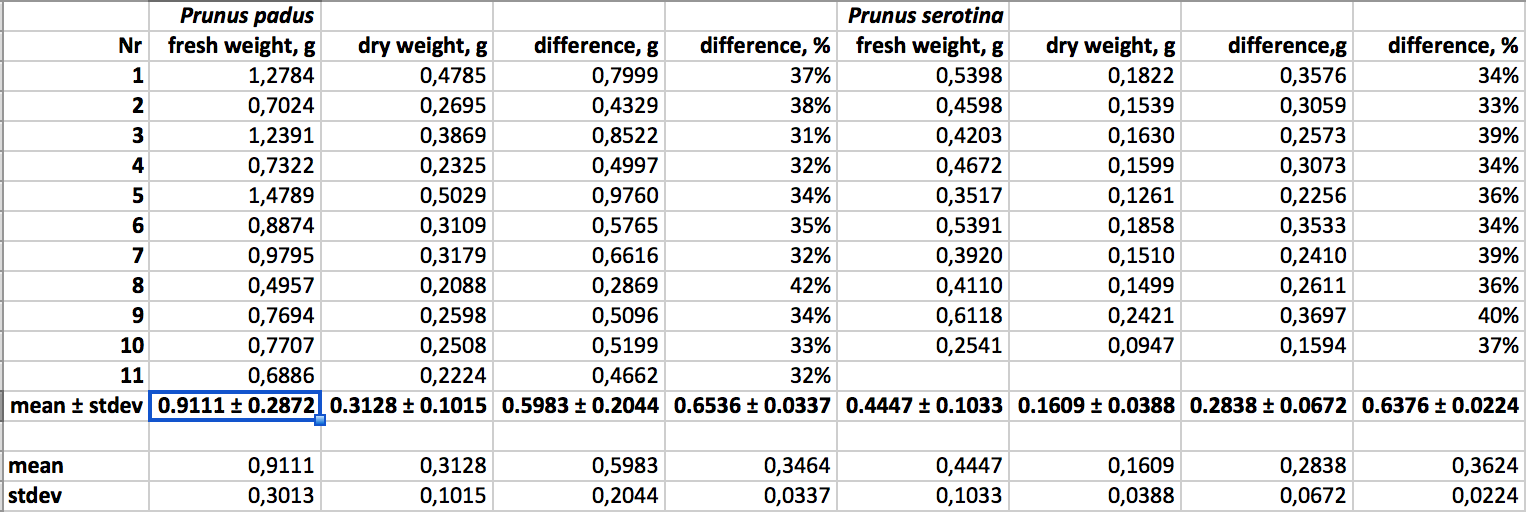 Prunus padus Prunus serotina
Nr fresh weight, g dry weight, g difference, g difference, % fresh weight, g dry weight, g difference,g difference, %
1 1,2784 0,4785 0,7999 37% 0,5398 0,1822 0,3576 34%
2 0,7024 0,2695 0,4329 38% 0,4598 0,1539 0,3059 33%
3 1,2391 0,3869 0,8522 31% 0,4203 0,1630 0,2573 39%
4 0,7322 0,2325 0,4997 32% 0,4672 0,1599 0,3073 34%
5 1,4789 0,5029 0,9760 34% 0,3517 0,1261 0,2256 36%
6 0,8874 0,3109 0,5765 35% 0,5391 0,1858 0,3533 34%
7 0,9795 0,3179 0,6616 32% 0,3920 0,1510 0,2410 39%
8 0,4957 0,2088 0,2869 42% 0,4110 0,1499 0,2611 36%
9 0,7694 0,2598 0,5096 34% 0,6118 0,2421 0,3697 40%
10 0,7707 0,2508 0,5199 33% 0,2541 0,0947 0,1594 37%
11 0,6886 0,2224 0,4662 32%
mean ± stdev 0.9111 ± 0.2872 0.3128 ± 0.1015 0.5983 ± 0.2044 0.6536 ± 0.0337 0.4447 ± 0.1033 0.1609 ± 0.0388 0.2838 ± 0.0672 0.6376 ± 0.0224
mean 0,9111 0,3128 0,5983 0,3464 0,4447 0,1609 0,2838 0,3624
stdev 0,3013 0,1015 0,2044 0,0337 0,1033 0,0388 0,0672 0,0224